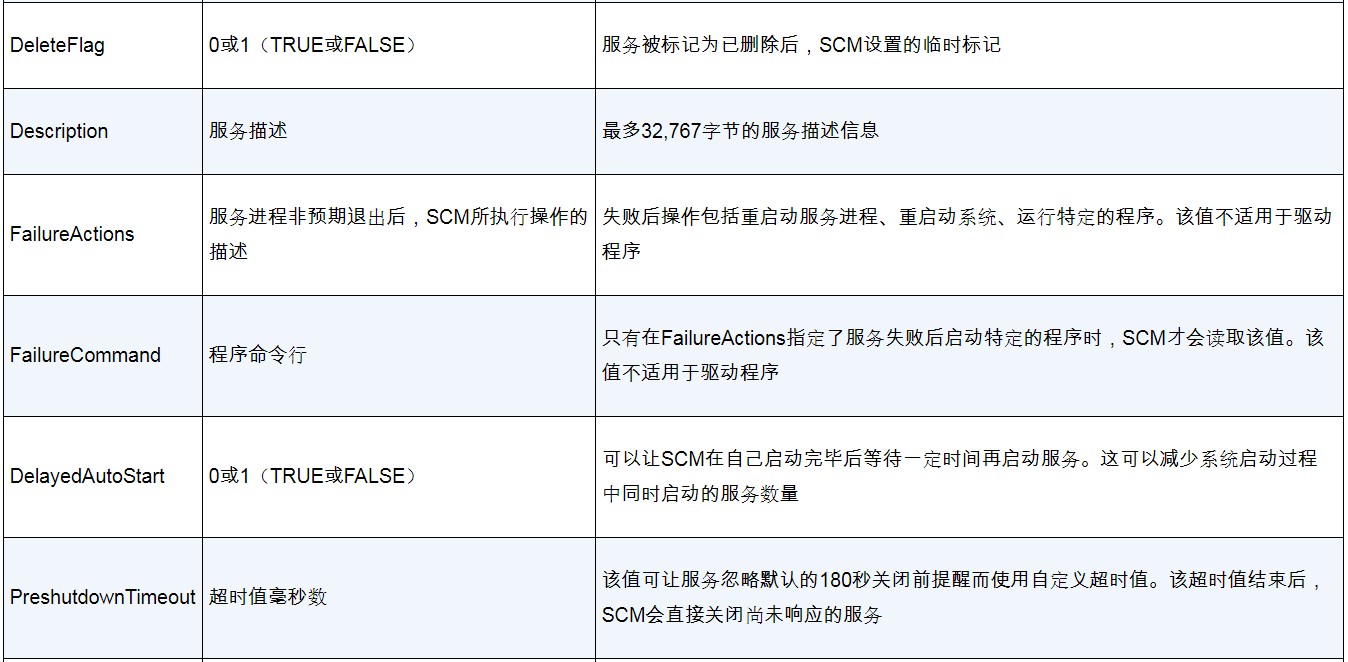 DeleteFlag
0或1（TRUE或FALSE）
服务被标记为已删除后，SCM设置的临时标记
Description
服务描述
最多32,767字节的服务描述信息
FailureActions
服务进程非预期退出后，SCM所执行操作的
描述
失败后操作包括重启动服务进程、重启动系统、运行特定的程序。该值不适用于驱动
程序
FailureCommand
程序命令行
只有在FailureActions指定了服务失败后启动特定的程序时，SCM才会读取该值。该
值不适用于驱动程序
DelayedAutoStart
0或1（TRUE或FALSE）
可以让SCM在自己启动完毕后等待一定时间再启动服务。这可以减少系统启动过程
中同时启动的服务数量
PreshutdownTimeout
超时值毫秒数
该值可让服务忽略默认的180秒关闭前提醒而使用自定义超时值。该超时值结束后，
SCM会直接关闭尚未响应的服务